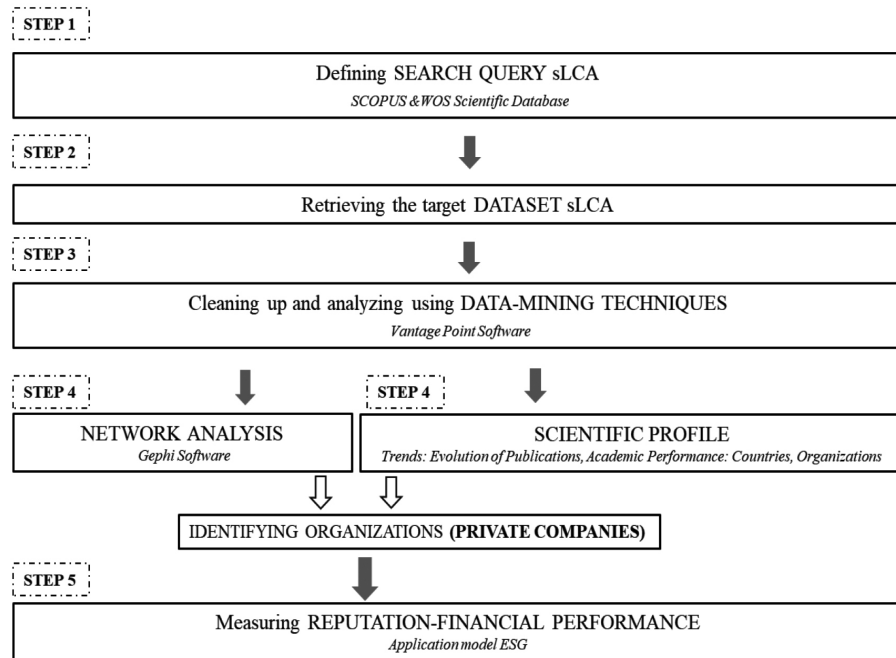 STEP 1
Defining SEARCH QUERY sLCA
SCOPUS &WOS Scientific Database
STEP 2
Retrieving the target DATASET sLCA
STEP 3
Cleaning up and analyzing using DATA-MINING TECHNIQUES
Vantage Point Software
STEP 4
STEP 4
NETWORK ANALYSIS
Gephi Software
SCIENTIFIC PROFILE
Trends: Evolution of Publications, Academic Performance: Countries, Organizations
IDENTIFYING ORGANIZATIONS (PRIVATE COMPANIES)
STEP 5
Measuring REPUTATION-FINANCIAL PERFORMANCE
Application model ESG